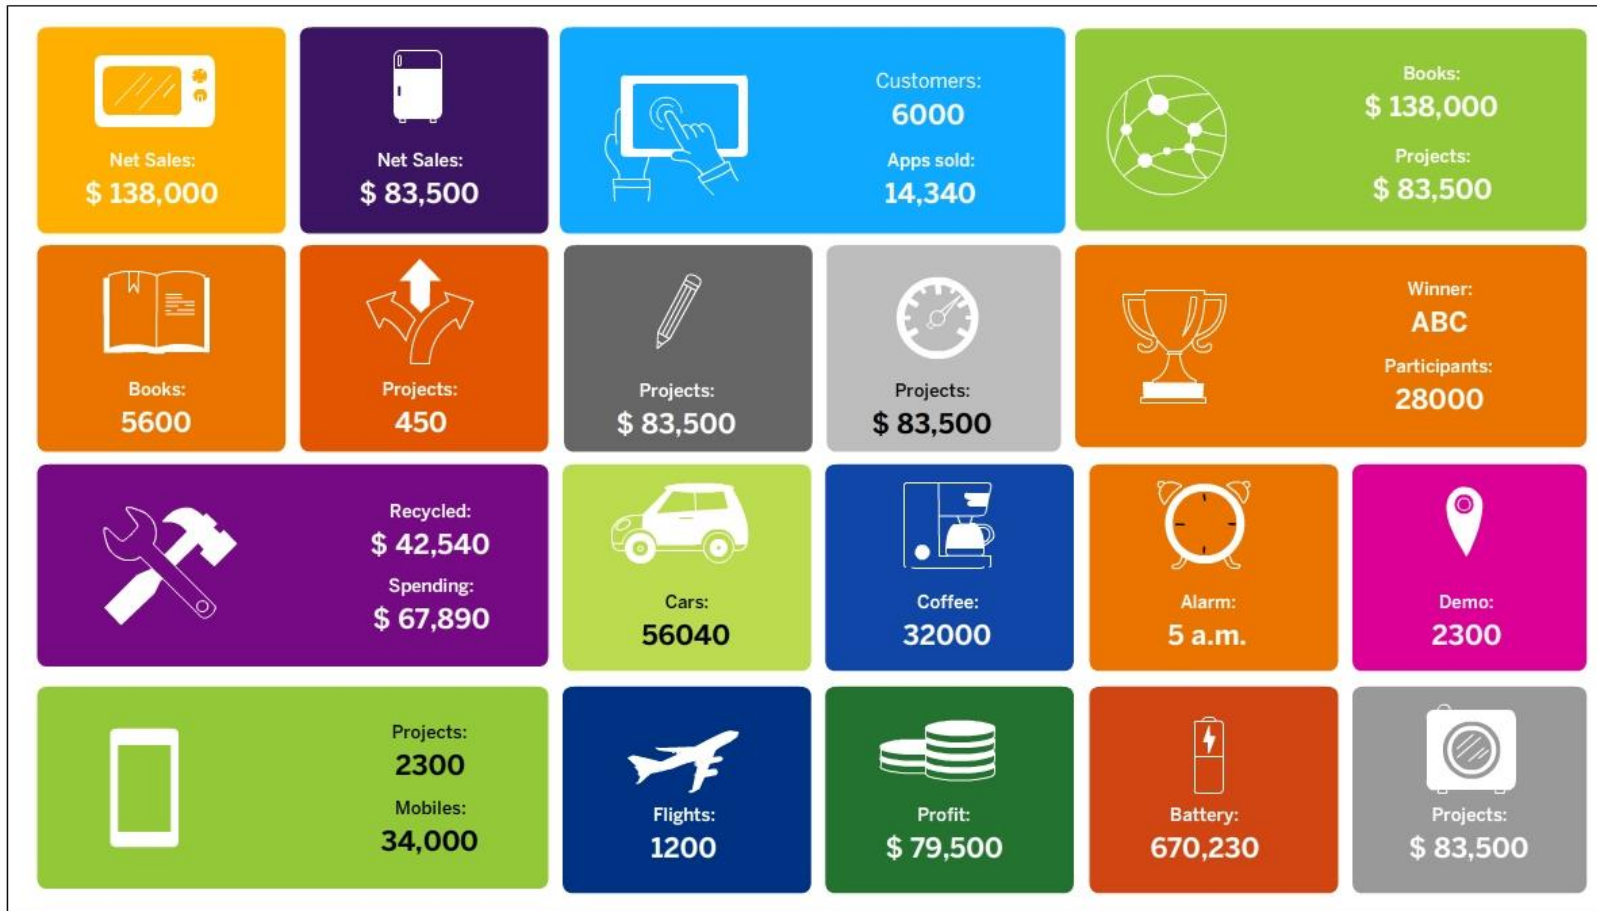 Net Sales:
$ 138,000
Net Sales:
$ 83,500
Customers:
6000
Apps sold:
14,340
Books:
$ 138,000
Projects:
$ 83,500
Books:
5600
Projects:
450
Projects:
$ 83,500
Projects:
$ 83,500
Winner:
ABC
Participants:
28000
Recycled:
$ 42,540
Spending:
$ 67,890
Cars:
56040
Coffee:
32000
Alarm:
5 a.m.
Demo:
2300
Projects:
2300
Mobiles:
34,000
Flights:
1200
Profit:
$ 79,500
Battery:
670,230
Projects:
$ 83,500